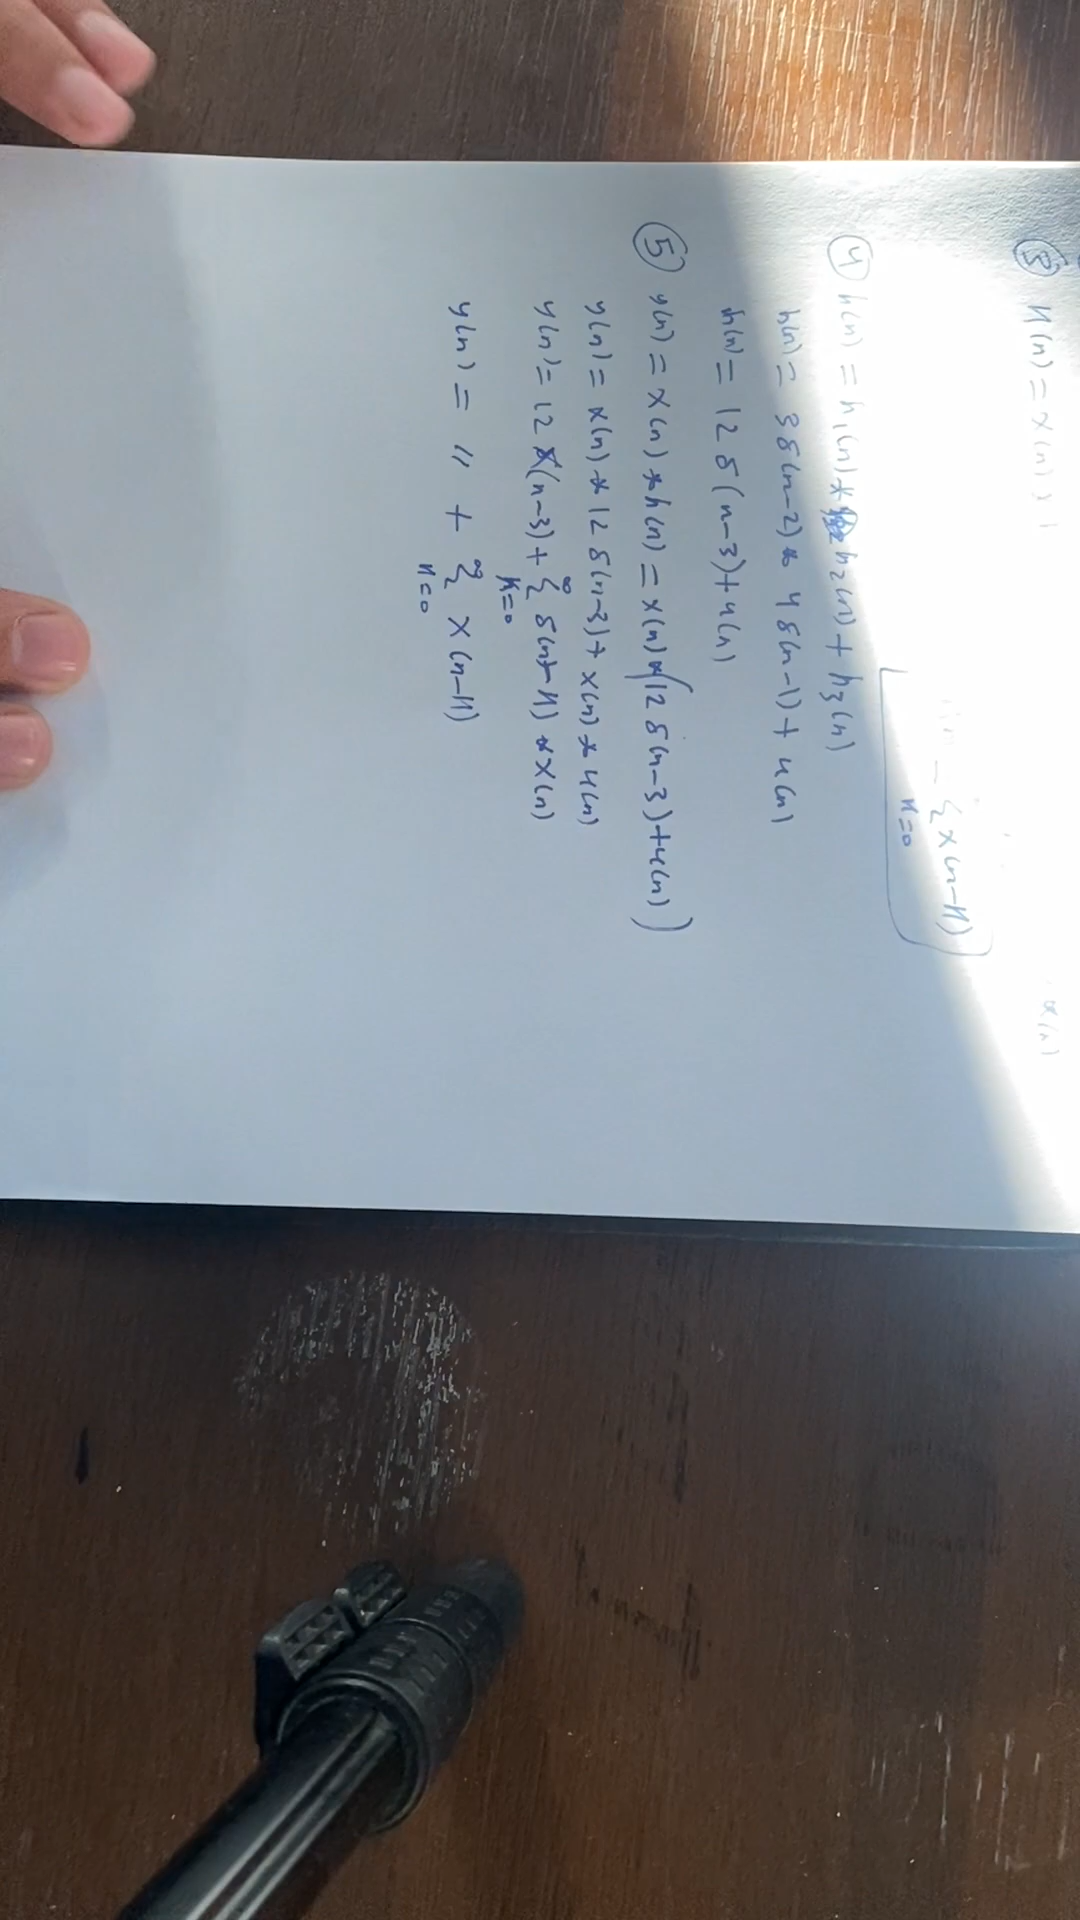 ③ y(n) = x(n) *
x(n)
= Σ x(n-k)
k=0
④ h(n) = h₁(n) * h₂(n) + h₃(n)
h(n) = 3δ(n-2) * 4δ(n-1) + u(n)
h(n) = 12δ(n-3) + u(n)
⑤ y(n) = x(n) * h(n) = x(n) * (12δ(n-3) + u(n))
y(n) = x(n) * 12δ(n-3) + x(n) * u(n)
y(n) = 12x(n-3) + Σ δ(n-k) * x(n)
∞
k=0
y(n) = 〃 + Σ x(n-k)
∞
k=0